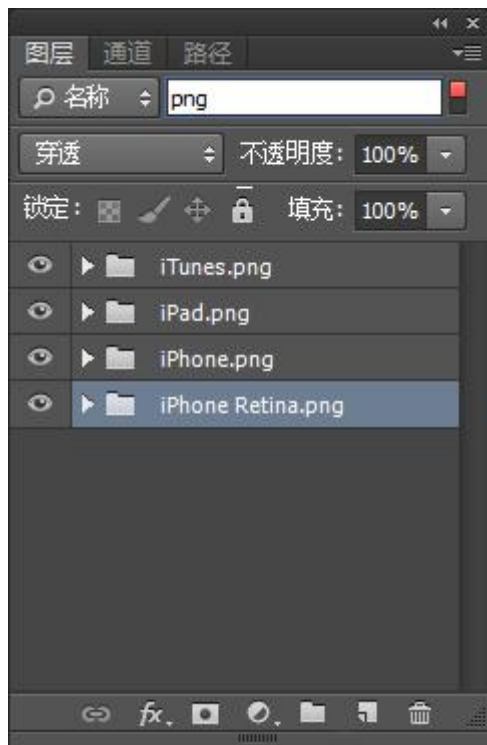 图层 通道 路径
名称 png
穿透 不透明度: 100%
锁定: 填充: 100%
iTunes.png
iPad.png
iPhone.png
iPhone Retina.png
fx.